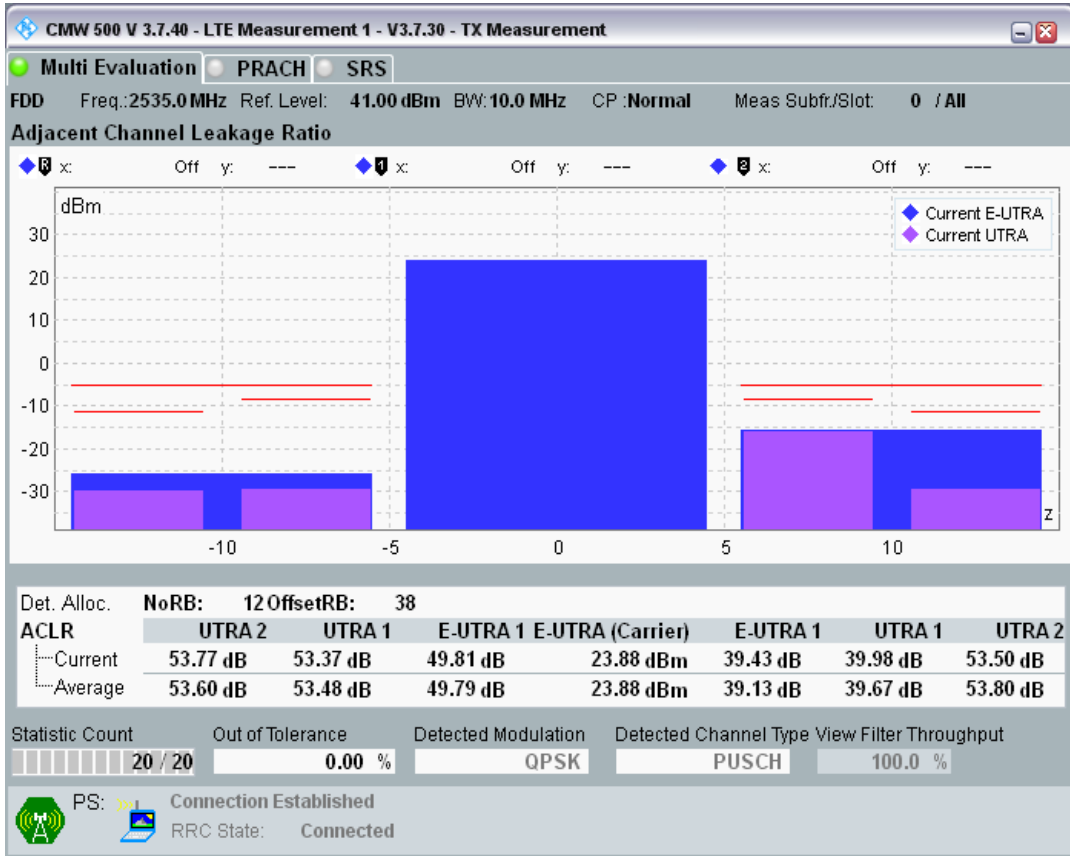 CMW 500 V 3.7.40 - LTE Measurement 1 - V3.7.30 - TX Measurement
Multi Evaluation PRACH SRS
FDD Freq.:2535.0 MHz Ref. Level: 41.00 dBm BW:10.0 MHz CP :Normal Meas Subfr./Slot: 0 / All
Adjacent Channel Leakage Ratio
R x: Off y: --- 1 x: Off y: --- 2 x: Off y: ---
dBm
Current E-UTRA
Current UTRA
30
20
10
0
-10
-20
-30
z
-10 -5 0 5 10
Det. Alloc. NoRB: 12 OffsetRB: 38
ACLR UTRA 2 UTRA 1 E-UTRA 1 E-UTRA (Carrier) E-UTRA 1 UTRA 1 UTRA 2
Current 53.77 dB 53.37 dB 49.81 dB 23.88 dBm 39.43 dB 39.98 dB 53.50 dB
Average 53.60 dB 53.48 dB 49.79 dB 23.88 dBm 39.13 dB 39.67 dB 53.80 dB
Statistic Count Out of Tolerance Detected Modulation Detected Channel Type View Filter Throughput
20 / 20 0.00 % QPSK PUSCH 100.0 %
PS: Connection Established
RRC State: Connected